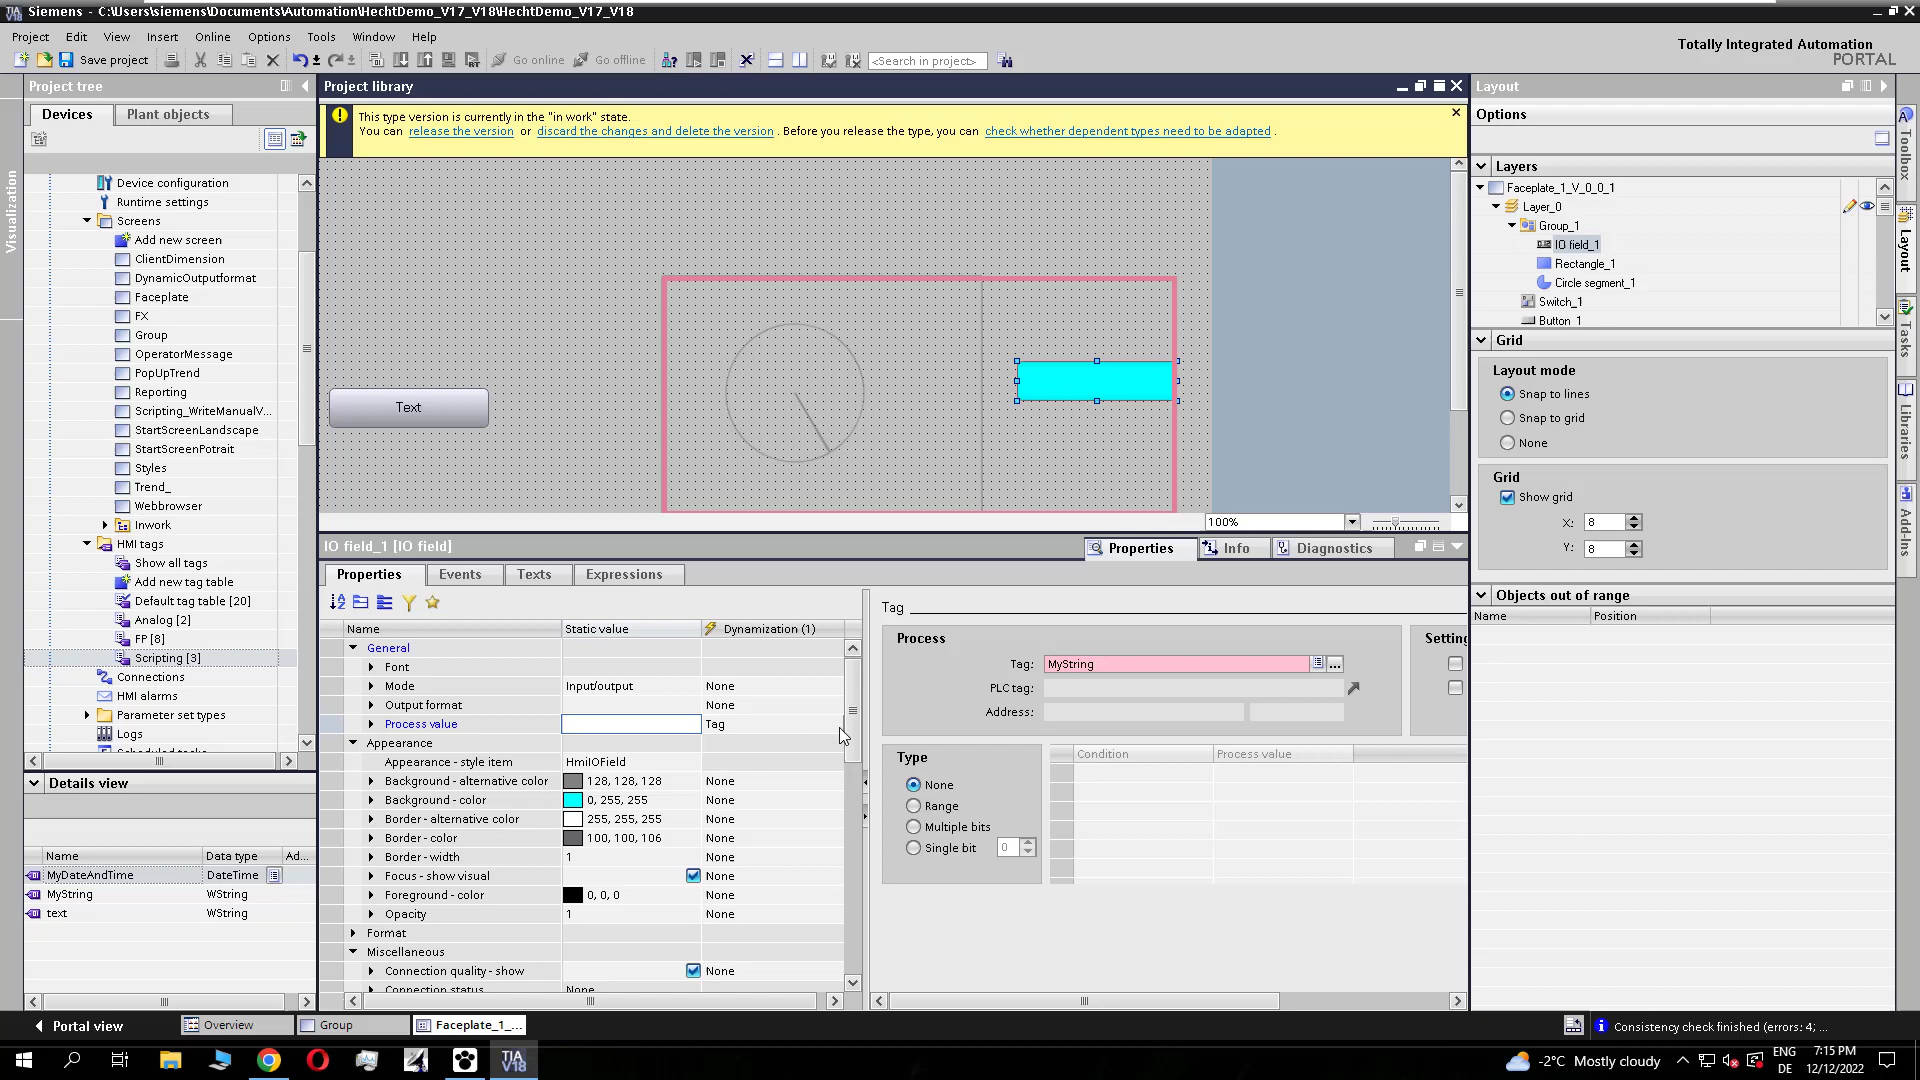 Siemens - C:\Users\siemens\Documents\Automation\HechtDemo_V17_V18\HechtDemo_V17_V18
Project Edit View Insert Online Options Tools Window Help
Totally Integrated Automation
PORTAL
Save project
Go online
Go offline
<Search in project>
Project tree
Devices
Plant objects
Visualization
Device configuration
Runtime settings
Screens
Add new screen
ClientDimension
DynamicOutputformat
Faceplate
FX
Group
OperatorMessage
PopUpTrend
Reporting
Scripting_WriteManualV...
StartScreenLandscape
StartScreenPotrait
Styles
Trend_
Webbrowser
Inwork
HMI tags
Show all tags
Add new tag table
Default tag table [20]
Analog [2]
FP [8]
Scripting [3]
Connections
HMI alarms
Parameter set types
Logs
Scheduled tasks
Details view
Name Data type Ad...
MyDateAndTime DateTime
MyString WString
text WString
Project library
This type version is currently in the "in work" state.
You can release the version or discard the changes and delete the version . Before you release the type, you can check whether dependent types need to be adapted .
Text
100%
IO field_1 [IO field]
Properties
Info
Diagnostics
Properties Events Texts Expressions
Name Static value Dynamization (1)
General
Font
Mode Input/output None
Output format None
Process value Tag
Appearance
Appearance - style item HmiIOField
Background - alternative color 128, 128, 128 None
Background - color 0, 255, 255 None
Border - alternative color 255, 255, 255 None
Border - color 100, 100, 106 None
Border - width 1 None
Focus - show visual None
Foreground - color 0, 0, 0 None
Opacity 1 None
Format
Miscellaneous
Connection quality - show None
Connection status None
Tag
Process
Tag: MyString
PLC tag:
Address:
Settin
Type
None
Range
Multiple bits
Single bit 0
Condition Process value
Layout
Options
Layers
Faceplate_1_V_0_0_1
Layer_0
Group_1
IO field_1
Rectangle_1
Circle segment_1
Switch_1
Button_1
Grid
Layout mode
Snap to lines
Snap to grid
None
Grid
Show grid
X: 8
Y: 8
Objects out of range
Name Position
Toolbox
Layout
Tasks
Libraries
Add-Ins
Portal view
Overview
Group
Faceplate_1_...
Consistency check finished (errors: 4; ...
TIA
V18
-2°C Mostly cloudy
ENG
DE
7:15 PM
12/12/2022